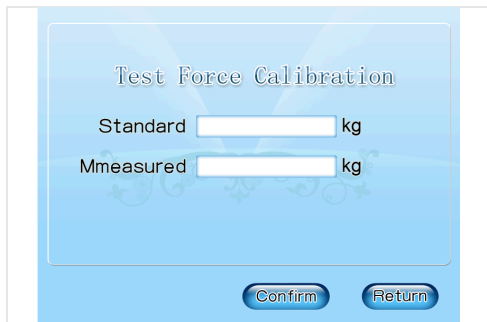 Test Force Calibration
Standard kg
Mmeasured kg
Confirm Return